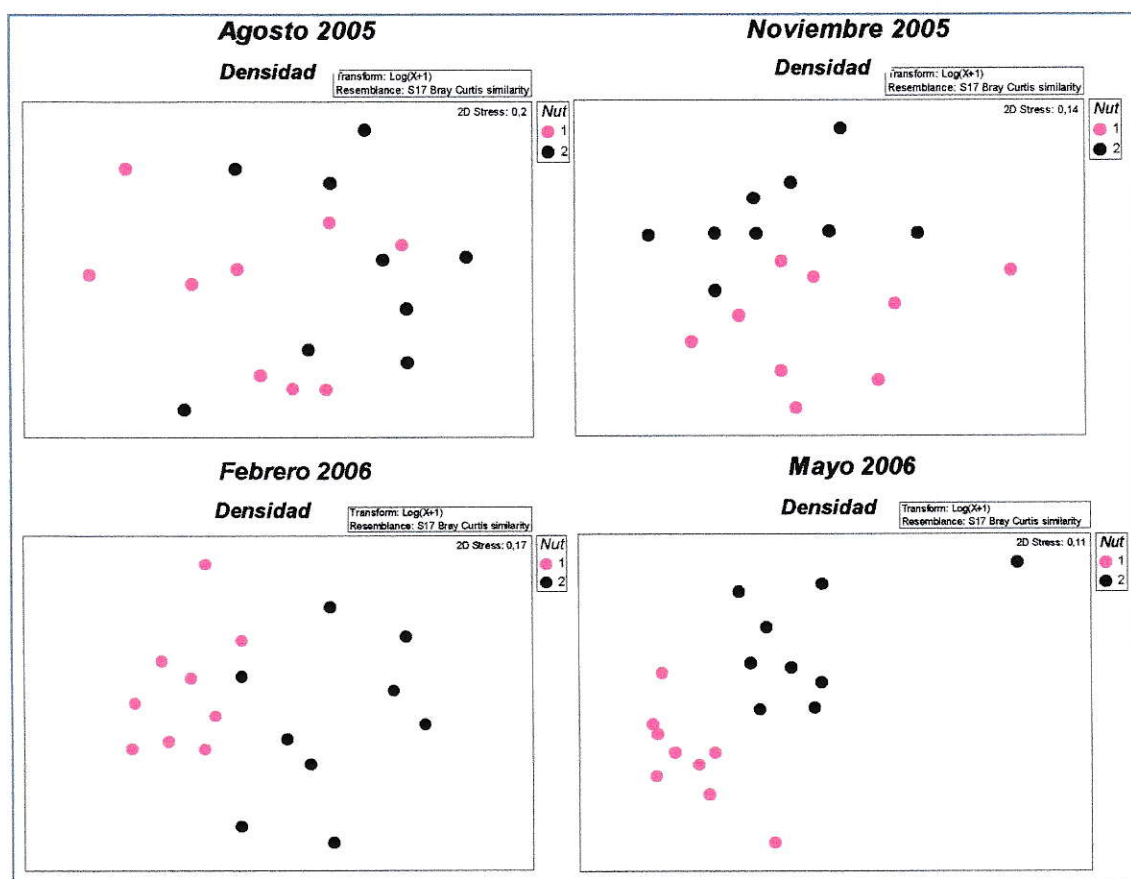 Agosto 2005
Densidad
Transform: Log(X+1)
Resemblance: S17 Bray Curtis similarity
2D Stress: 0,2
Nut
1
2
Noviembre 2005
Densidad
Transform: Log(X+1)
Resemblance: S17 Bray Curtis similarity
2D Stress: 0,14
Nut
1
2
Febrero 2006
Densidad
Transform: Log(X+1)
Resemblance: S17 Bray Curtis similarity
2D Stress: 0,17
Nut
1
2
Mayo 2006
Densidad
Transform: Log(X+1)
Resemblance: S17 Bray Curtis similarity
2D Stress: 0,11
Nut
1
2